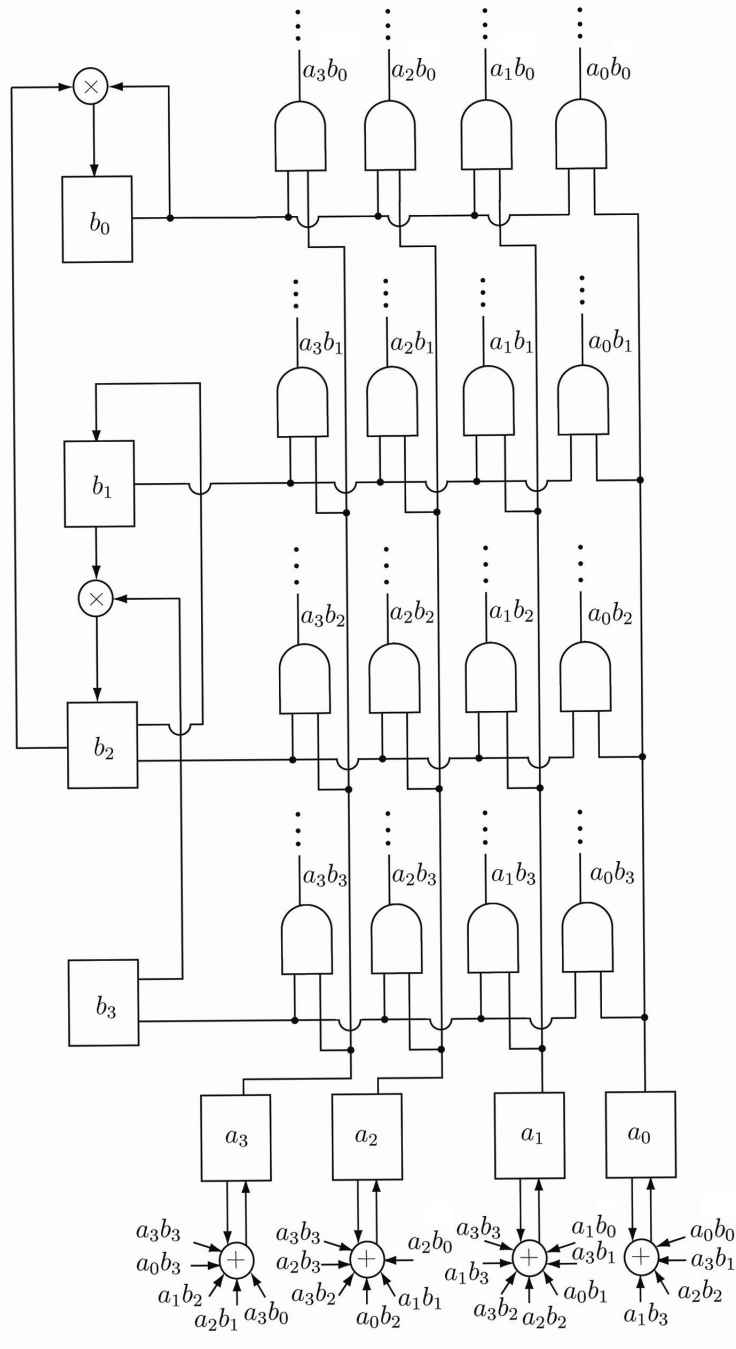 a₃b₀ a₂b₀ a₁b₀ a₀b₀
×
b₀
a₃b₁ a₂b₁ a₁b₁ a₀b₁
b₁
×
a₃b₂ a₂b₂ a₁b₂ a₀b₂
b₂
a₃b₃ a₂b₃ a₁b₃ a₀b₃
b₃
a₃ a₂ a₁ a₀
a₃b₃
a₀b₃
a₁b₂
a₂b₁
a₃b₀
+
a₃b₃
a₂b₃
a₃b₂
a₀b₂
a₁b₁
a₂b₀
+
a₃b₃
a₁b₃
a₃b₂
a₂b₂
a₀b₁
a₃b₁
a₁b₀
+
a₀b₀
a₃b₁
a₂b₂
a₁b₃
+